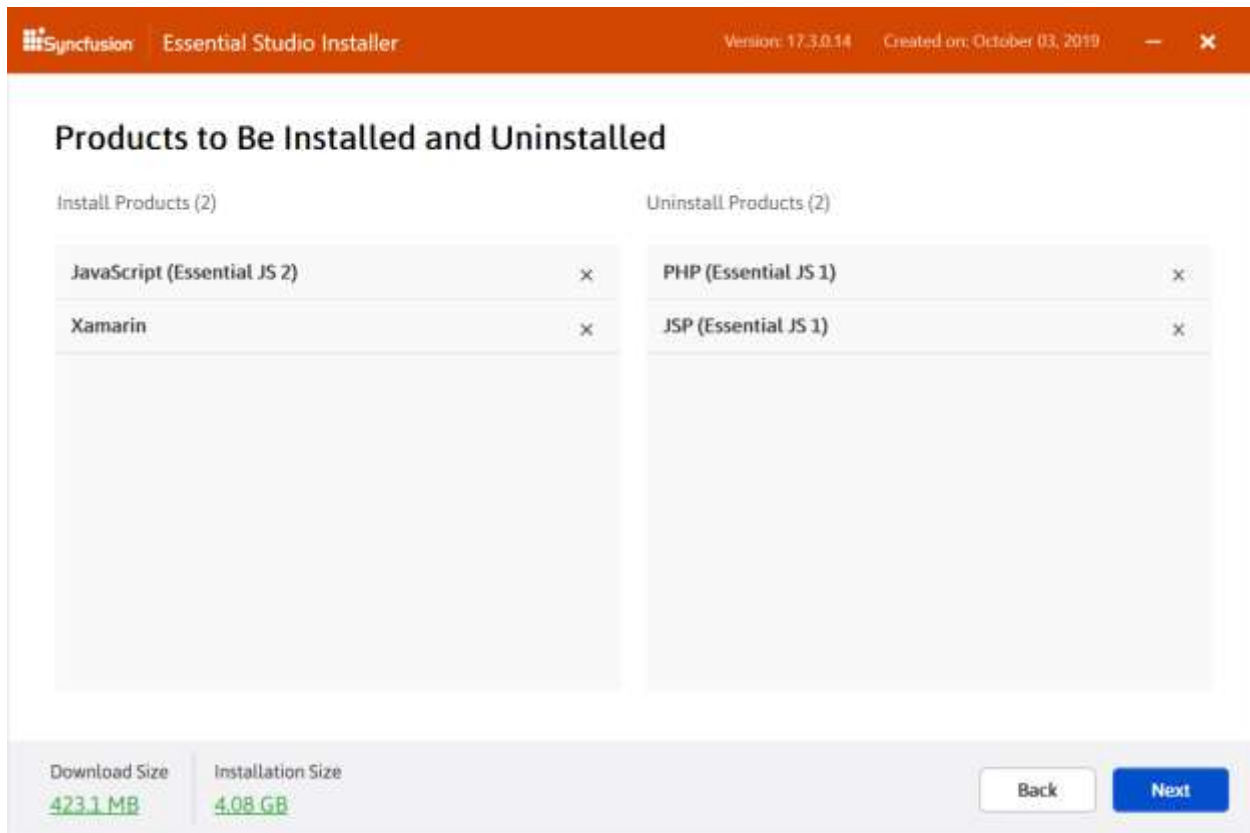 Syncfusion Essential Studio Installer Version: 17.3.0.14 Created on: October 03, 2019
Products to Be Installed and Uninstalled
Install Products (2) Uninstall Products (2)
JavaScript (Essential JS 2) PHP (Essential JS 1)
Xamarin JSP (Essential JS 1)
Download Size Installation Size
423.1 MB 4.08 GB
Back Next